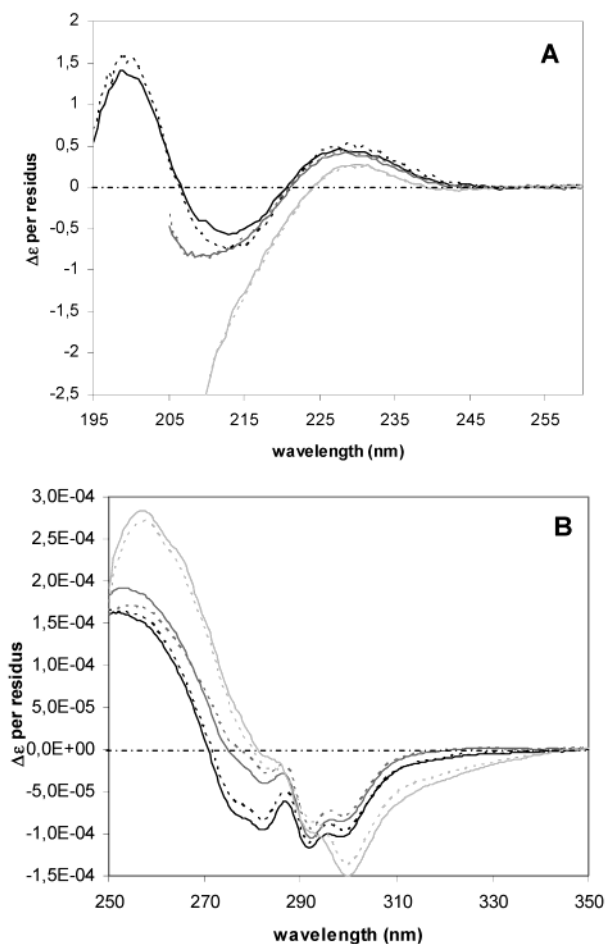 A
2
1,5
1
0,5
0
-0,5
-1
-1,5
-2
-2,5
Δε per residus
195 205 215 225 235 245 255
wavelength (nm)
B
3,0E-04
2,5E-04
2,0E-04
1,5E-04
1,0E-04
5,0E-05
0,0E+00
-5,0E-05
-1,0E-04
-1,5E-04
Δε per residus
250 270 290 310 330 350
wavelength (nm)